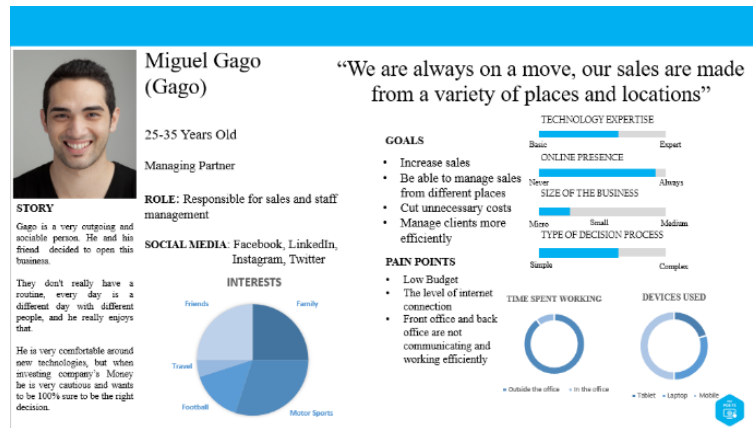 Miguel Gago
(Gago)
25-35 Years Old
Managing Partner
ROLE: Responsible for sales and staff
management
SOCIAL MEDIA: Facebook, LinkedIn,
Instagram, Twitter
STORY
Gago is a very outgoing and
sociable person. He and his
friend decided to open this
business.
They don't really have a
routine, every day is a
different day with different
people, and he really enjoys
that.
He is very comfortable around
new technologies, but when
investing company's Money
he is very cautious and wants
to be 100% sure to be the right
decision.
INTERESTS
Friends
Family
Travel
Football
Motor Sports
“We are always on a move, our sales are made
from a variety of places and locations”
GOALS
• Increase sales
• Be able to manage sales
from different places
• Cut unnecessary costs
• Manage clients more
efficiently
PAIN POINTS
• Low Budget
• The level of internet
connection
• Front office and back
office are not
communicating and
working efficiently
TECHNOLOGY EXPERTISE
Basic Expert
ONLINE PRESENCE
Never Always
SIZE OF THE BUSINESS
Micro Small Medium
TYPE OF DECISION PROCESS
Simple Complex
TIME SPENT WORKING
Outside the office In the office
DEVICES USED
Tablet Laptop Mobile